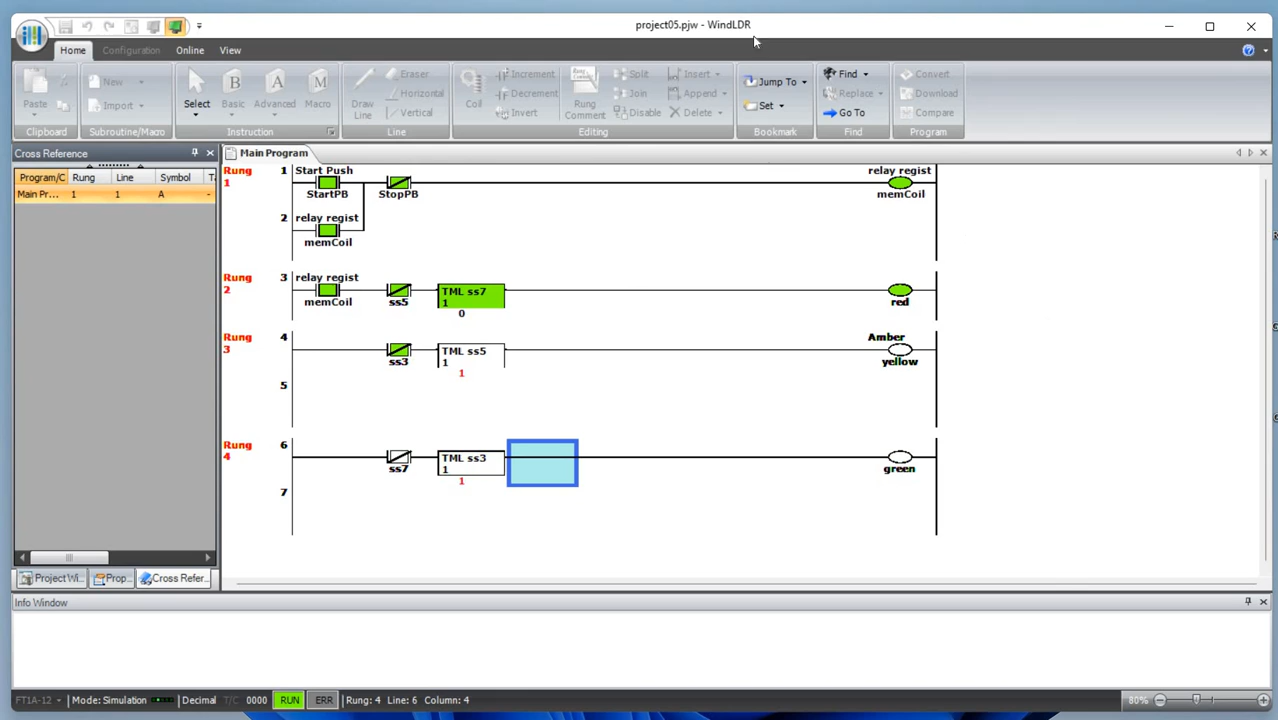 project05.pjw - WindLDR
Home Configuration Online View
Paste New Import Clipboard Subroutine/Macro
Select Basic Advanced Macro Instruction
B A M
Draw Line Eraser Horizontal Vertical Line
Coil Increment Decrement Invert Rung Comment Split Join Disable Insert Append Delete Editing
Jump To Set Bookmark
Find Replace Go To Find
Convert Download Compare Program
Cross Reference
Main Program
Program/C Rung Line Symbol
Main Pr... 1 1 A -
Rung 1 1 Start Push relay regist
StartPB StopPB memCoil
2 relay regist
memCoil
Rung 2 3 relay regist TML ss7
memCoil ss5 1 red
0
Rung 3 4 Amber
ss3 TML ss5 1 yellow
1
5
Rung 4 6
ss7 TML ss3 1 green
1
7
Project Wi... Prop... Cross Refer...
Info Window
FT1A-12 Mode: Simulation Decimal T/C 0000 RUN ERR Rung: 4, Line: 6, Column: 4 80%